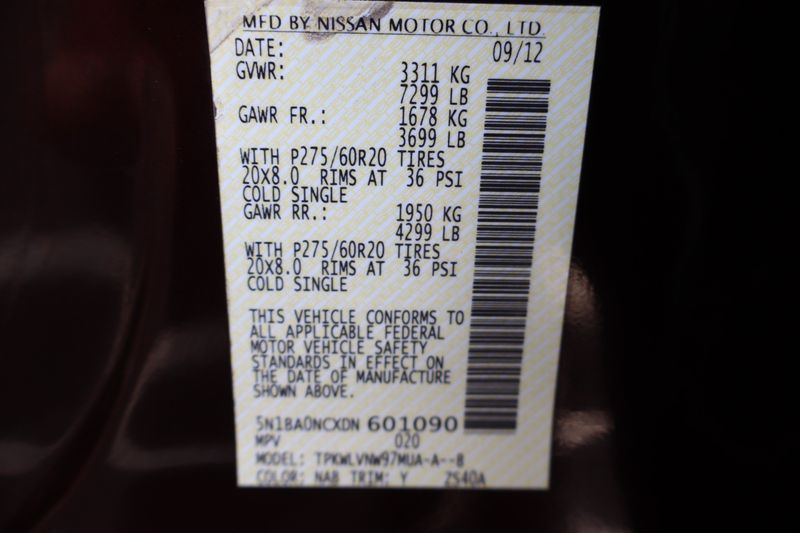 MFD BY NISSAN MOTOR CO., LTD.
DATE: 09/12
GVWR: 3311 KG
7299 LB
GAWR FR.: 1678 KG
3699 LB
WITH P275/60R20 TIRES
20X8.0 RIMS AT 36 PSI
COLD SINGLE
GAWR RR.: 1950 KG
4299 LB
WITH P275/60R20 TIRES
20X8.0 RIMS AT 36 PSI
COLD SINGLE
THIS VEHICLE CONFORMS TO
ALL APPLICABLE FEDERAL
MOTOR VEHICLE SAFETY
STANDARDS IN EFFECT ON
THE DATE OF MANUFACTURE
SHOWN ABOVE.
5N1BA0NCXDN 601090
MPV 020
MODEL: TPKWLVNW97MUA-A--B
COLOR: NAB TRIM: Y 2S40A